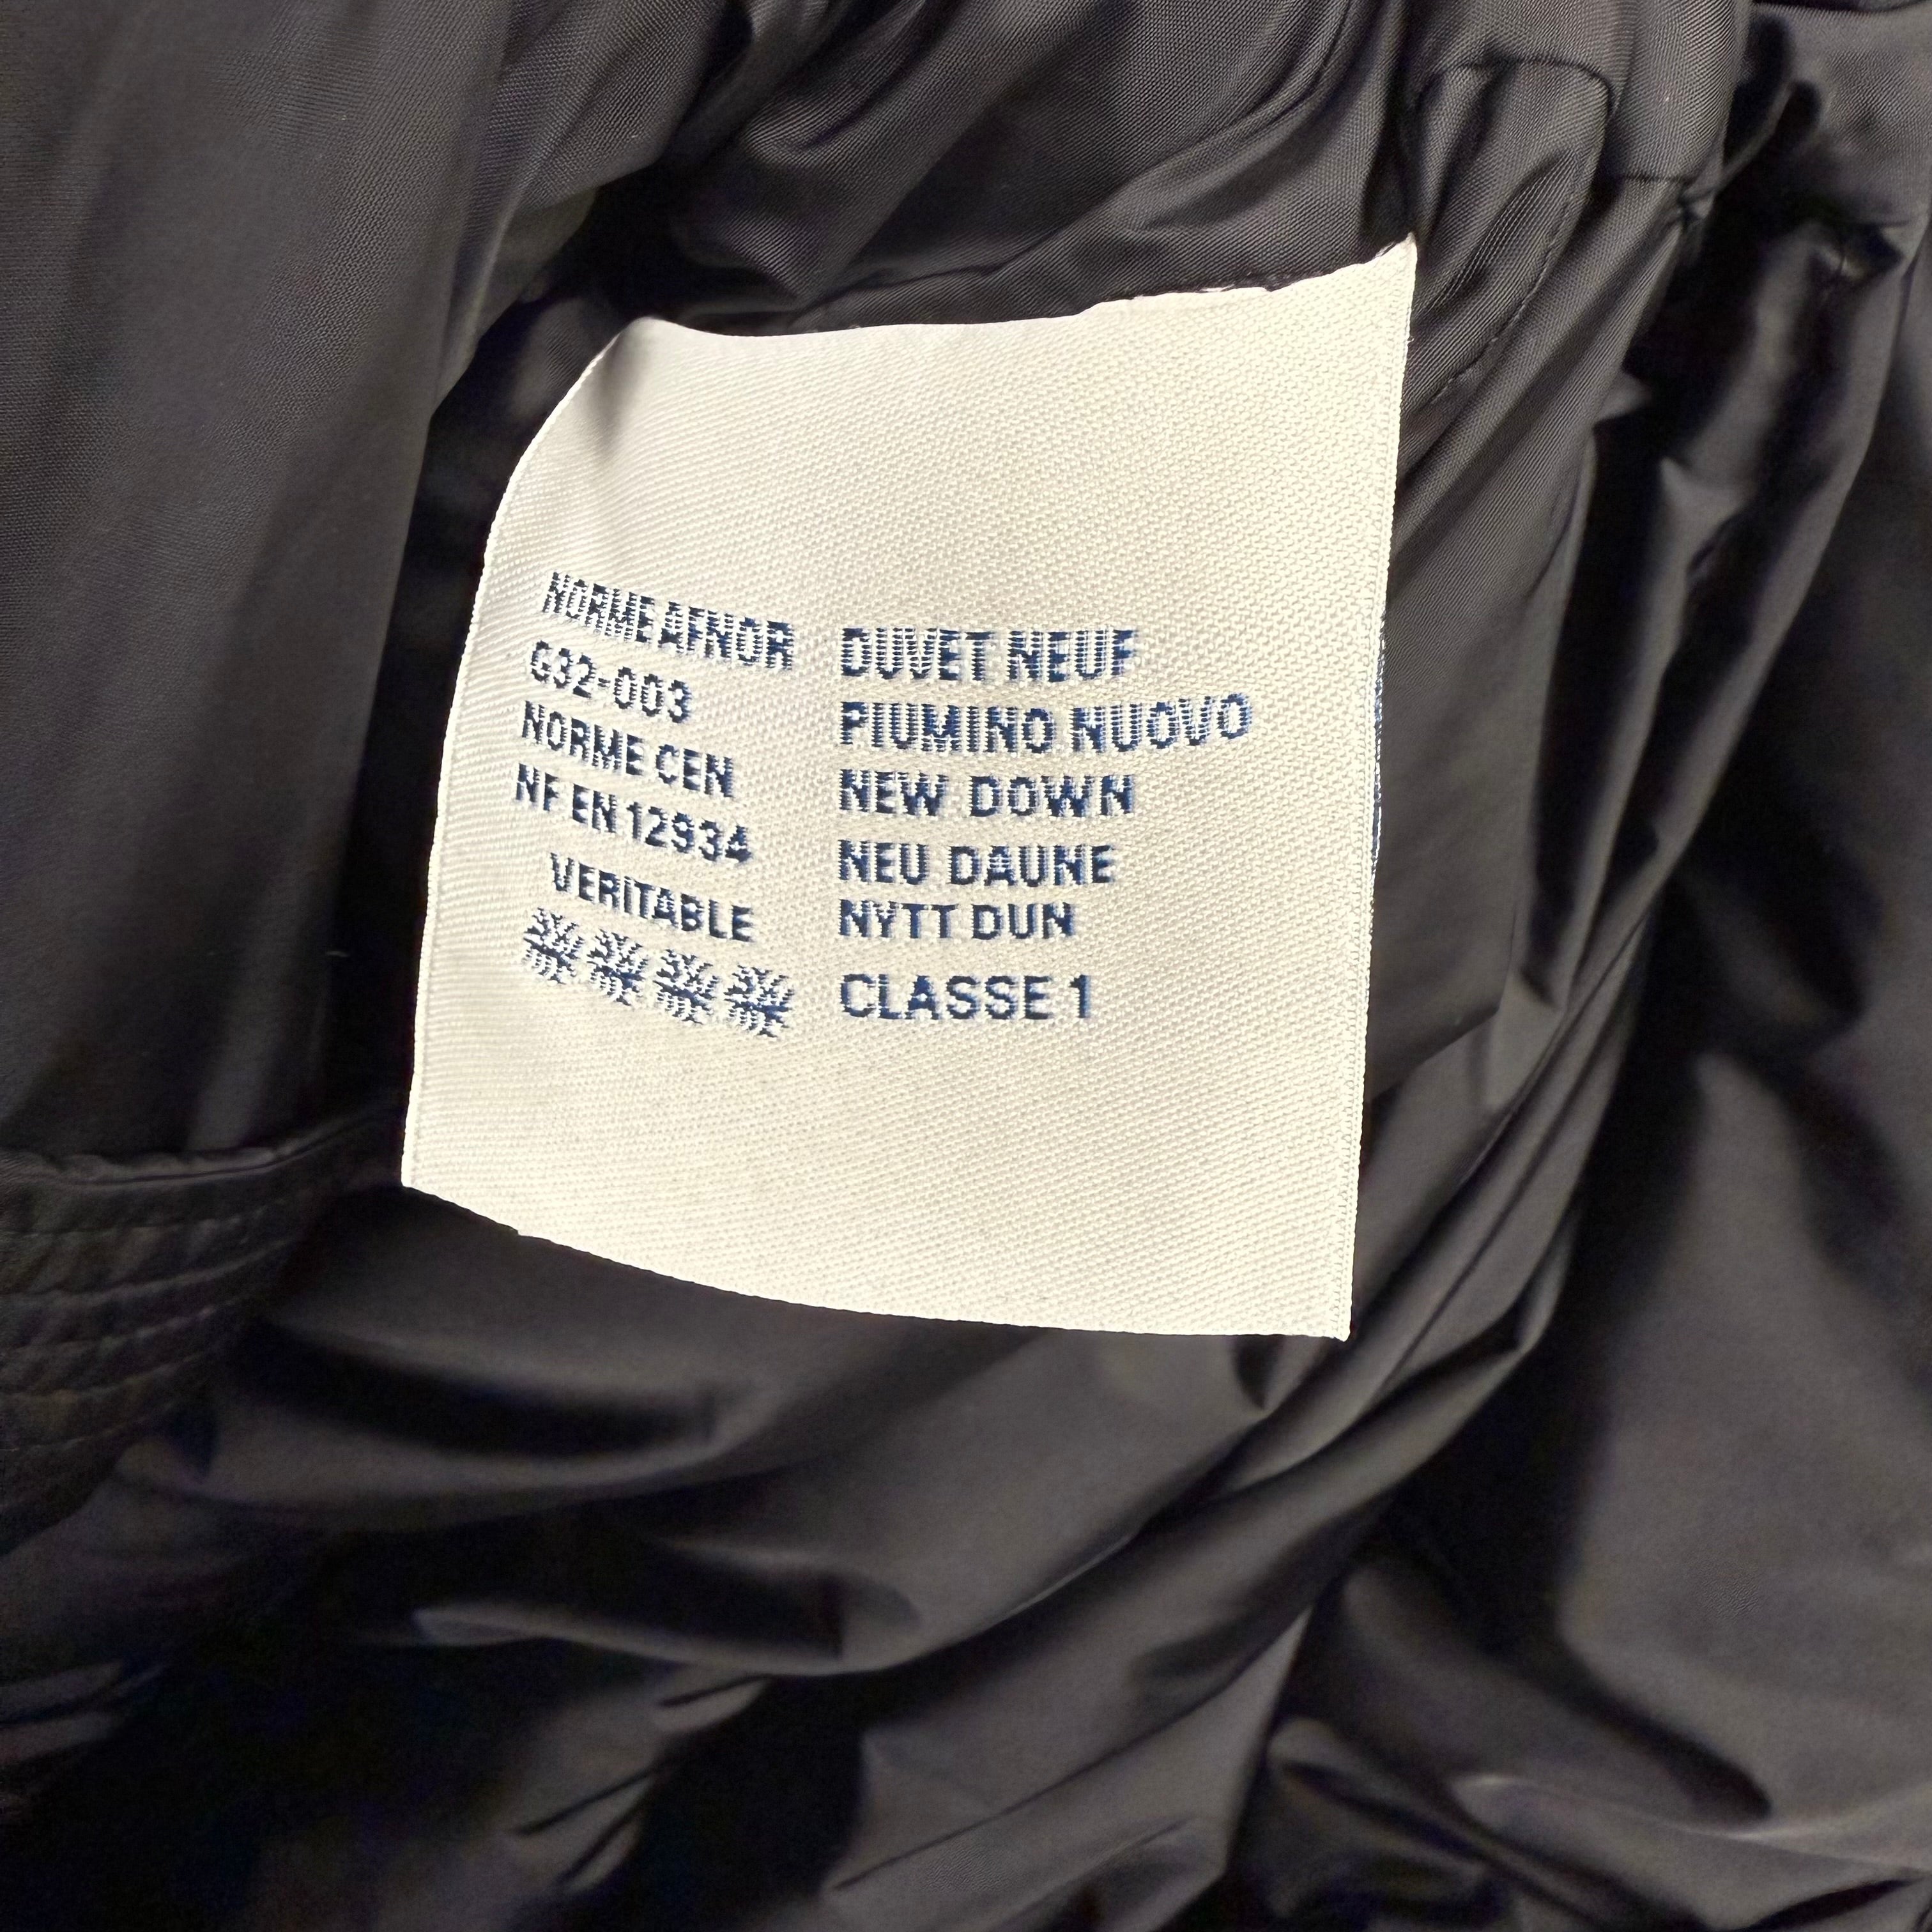 NORME AFNOR
G32-003
NORME CEN
NF EN 12934
VERITABLE
DUVET NEUF
PIUMINO NUOVO
NEW DOWN
NEU DAUNE
NYTT DUN
CLASSE 1